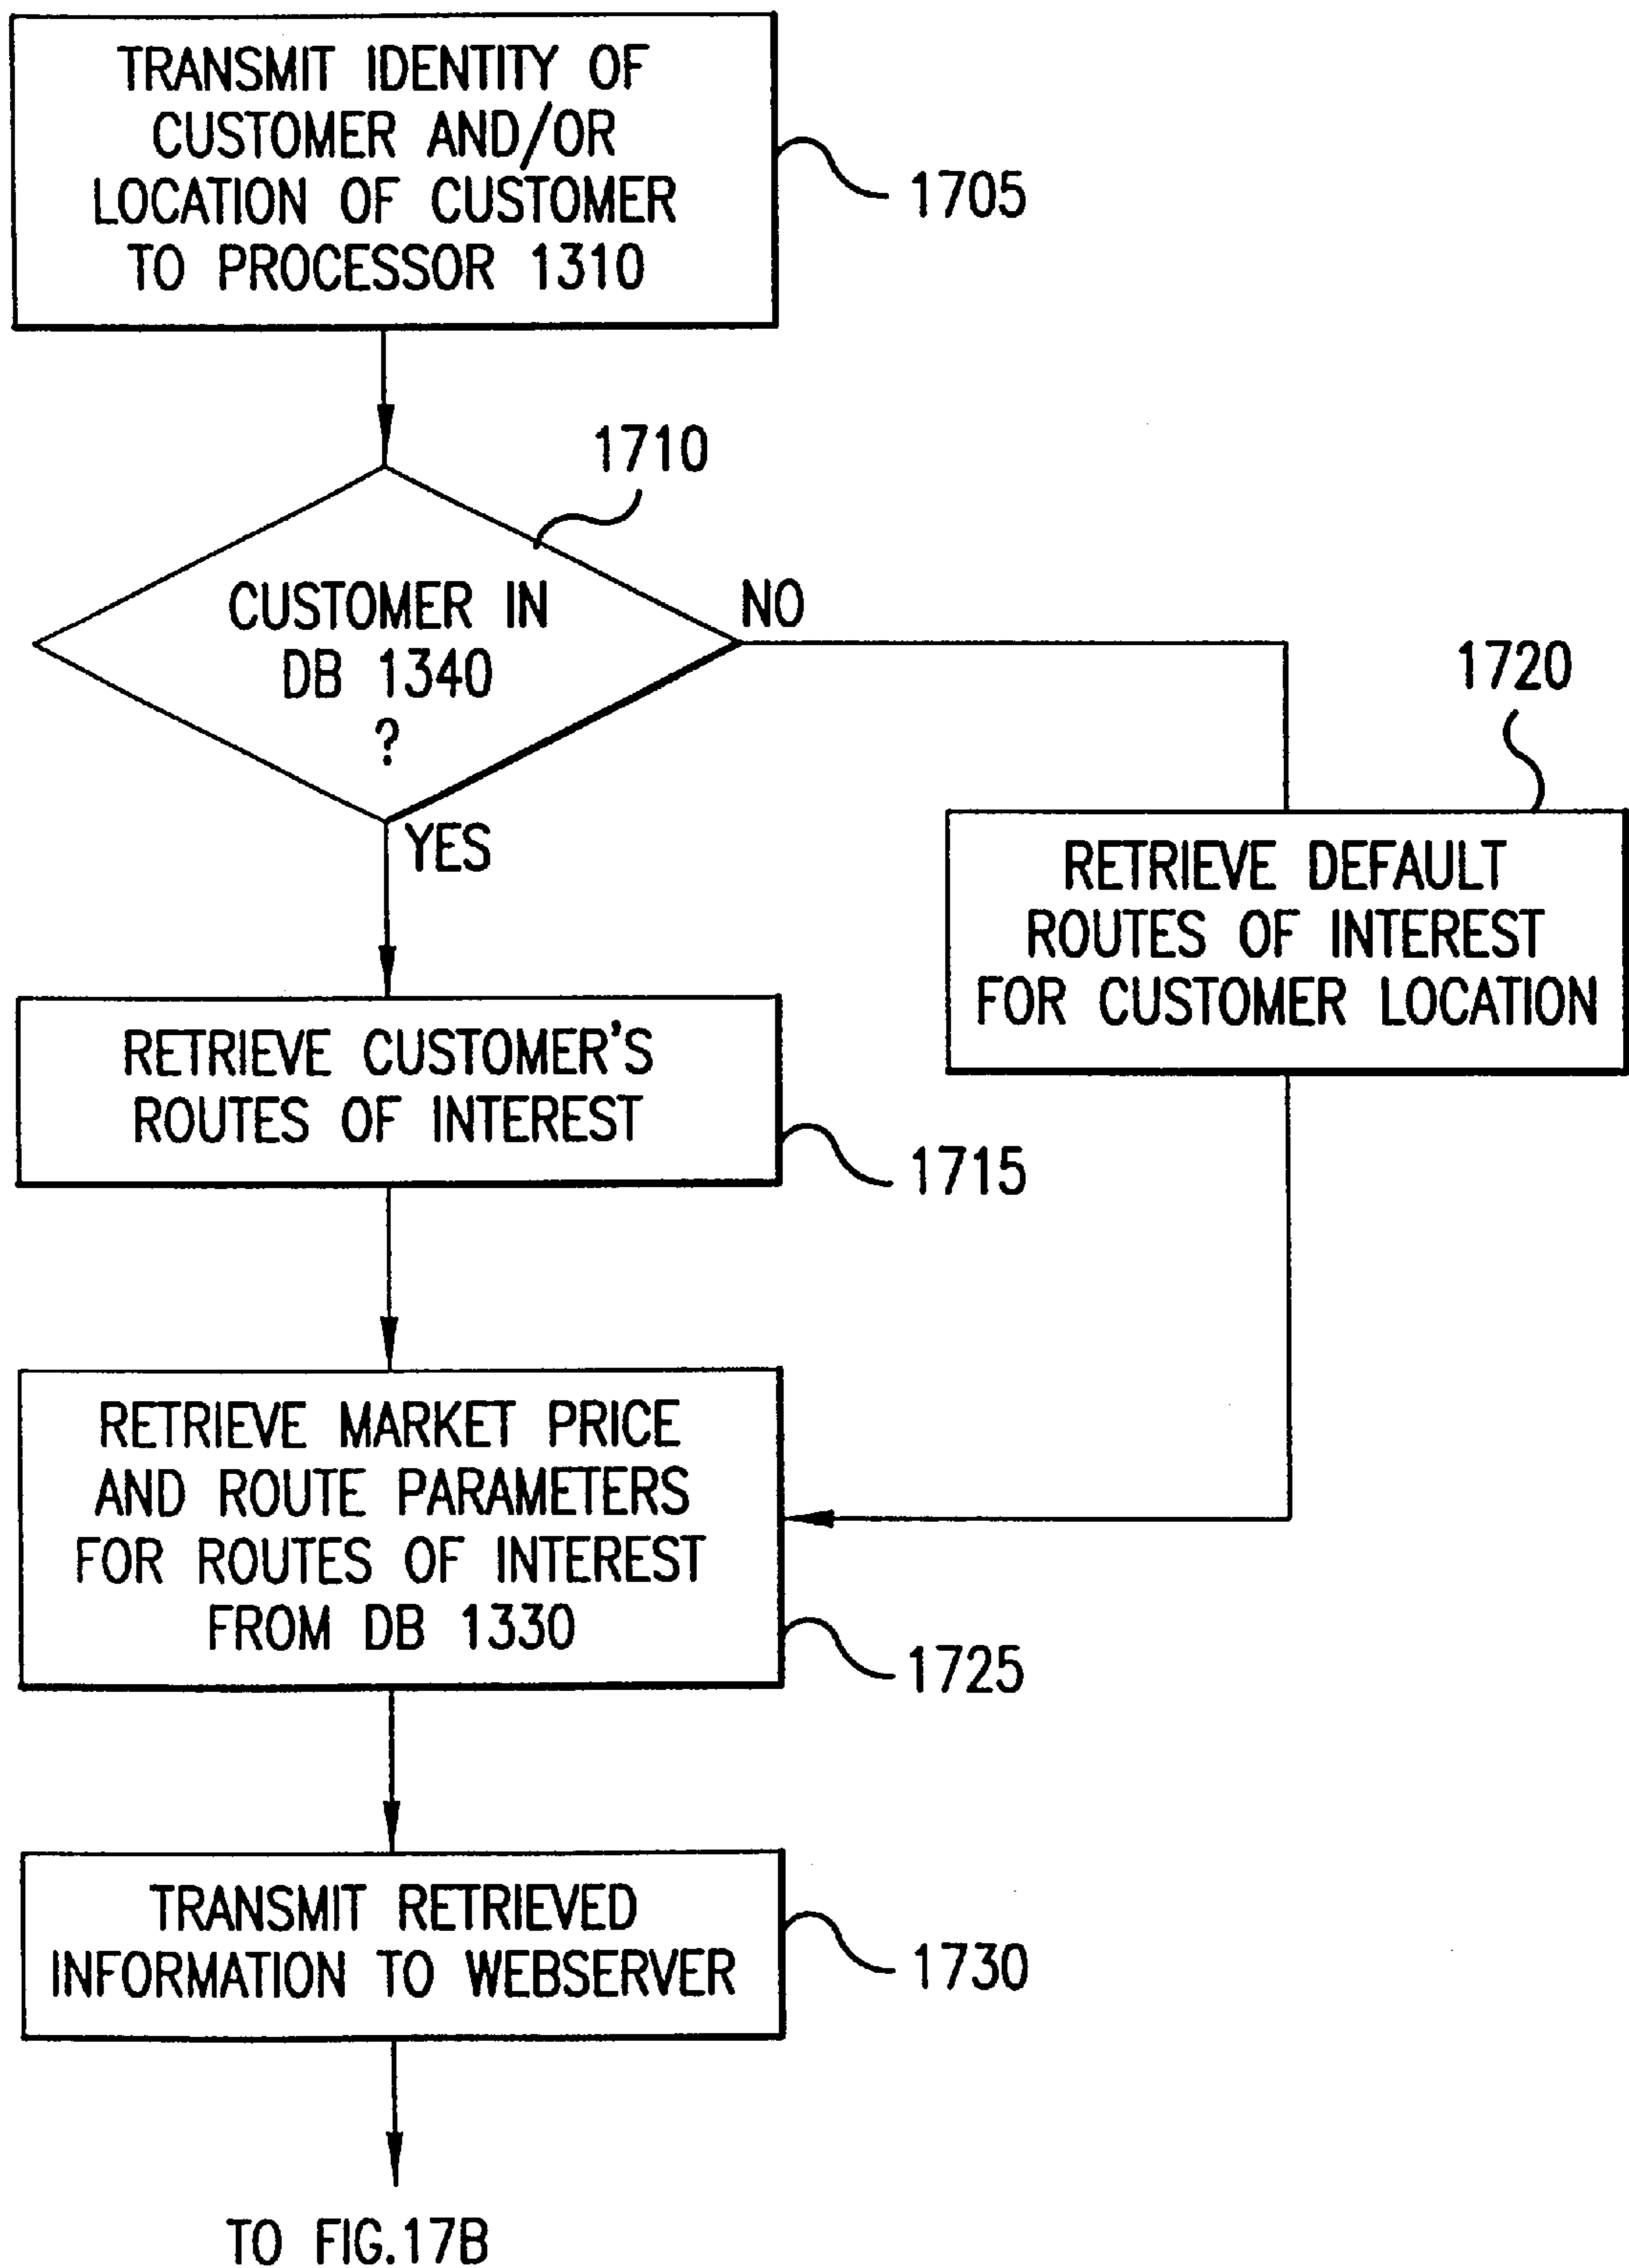 TRANSMIT IDENTITY OF
CUSTOMER AND/OR
LOCATION OF CUSTOMER
TO PROCESSOR 1310
1705
1710
CUSTOMER IN
DB 1340
?
NO
YES
1720
RETRIEVE DEFAULT
ROUTES OF INTEREST
FOR CUSTOMER LOCATION
RETRIEVE CUSTOMER'S
ROUTES OF INTEREST
1715
RETRIEVE MARKET PRICE
AND ROUTE PARAMETERS
FOR ROUTES OF INTEREST
FROM DB 1330
1725
TRANSMIT RETRIEVED
INFORMATION TO WEBSERVER
1730
TO FIG.17B